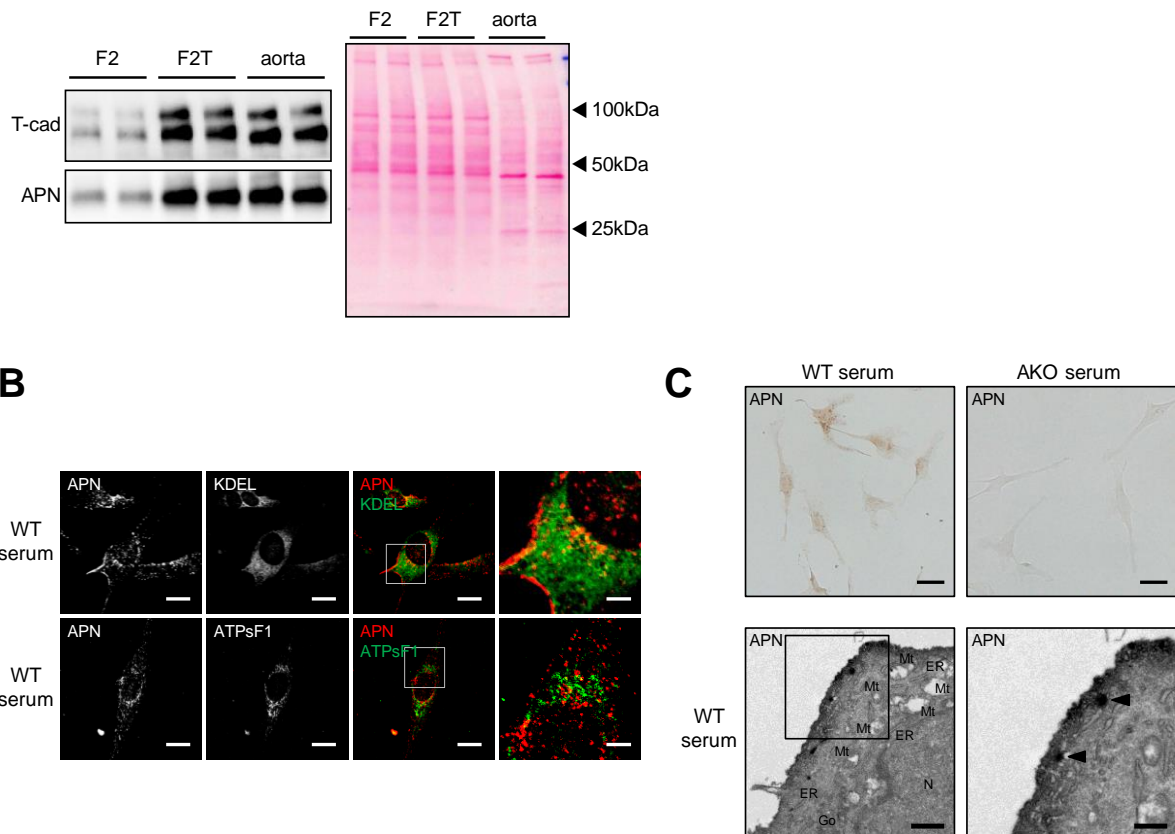 F2 F2T aorta
T-cad
APN
F2 F2T aorta
100kDa
50kDa
25kDa
B
APN KDEL APN
KDEL
WT
serum
APN ATPsF1 APN
ATPsF1
WT
serum
C
WT serum AKO serum
APN APN
APN APN
WT
serum
Mt ER
Mt Mt
Mt
Mt ER
Mt
ER N
Go